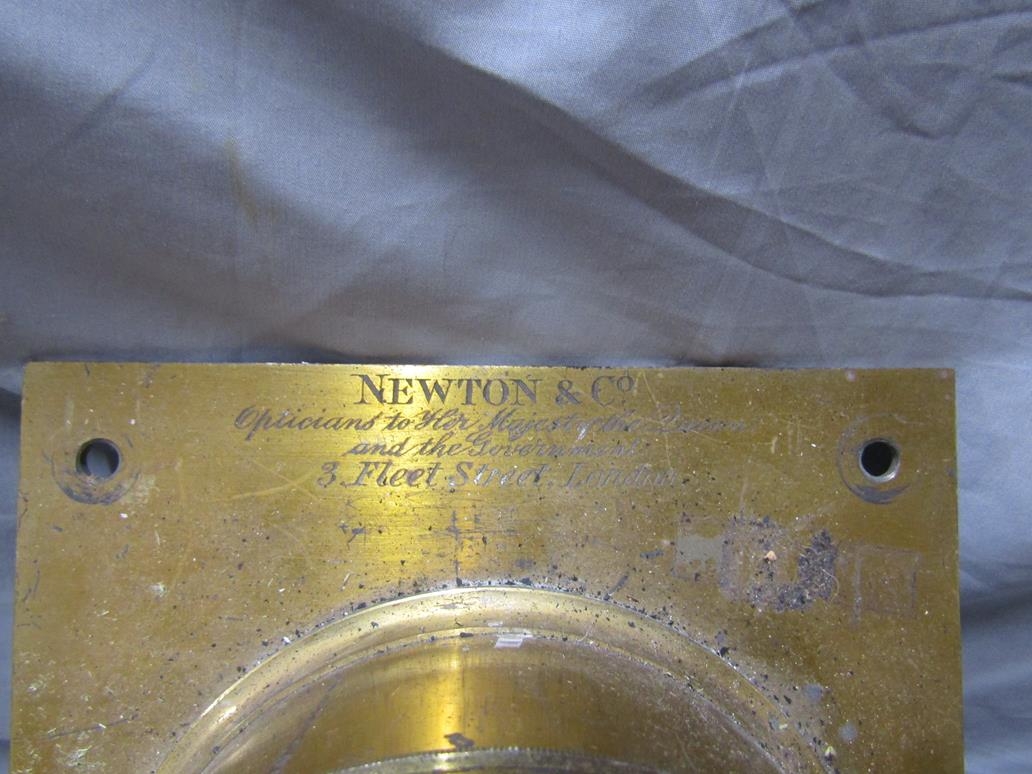 NEWTON & Co
Opticians to Her Majesty the Queen
and the Government
3, Fleet Street, London